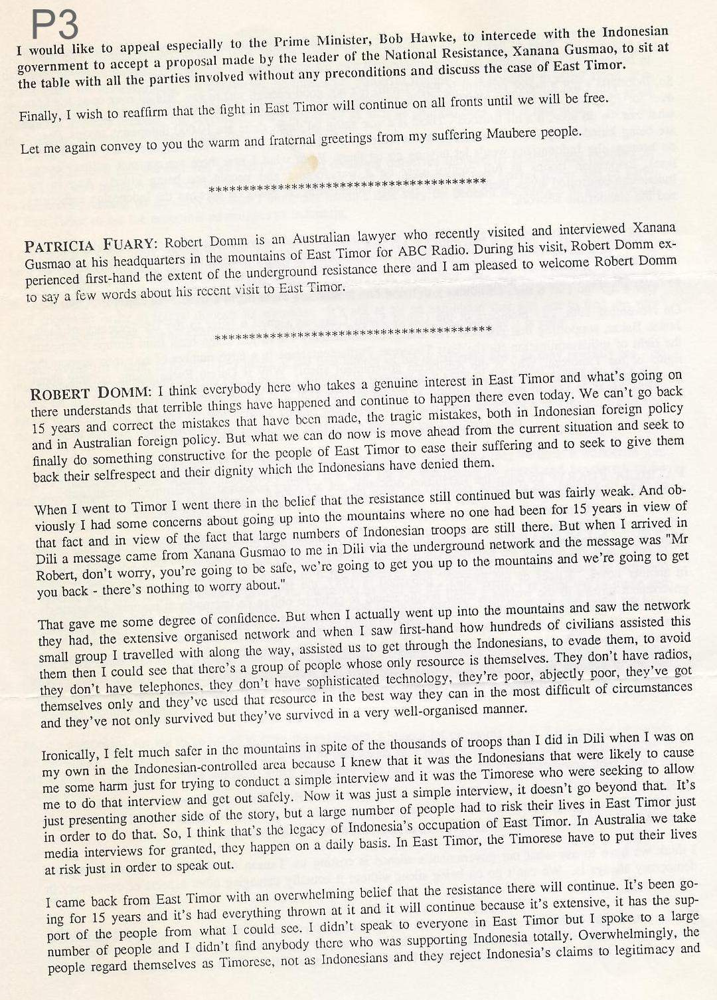 P3
I would like to appeal especially to the Prime Minister, Bob Hawke, to intercede with the Indonesian
government to accept a proposal made by the leader of the National Resistance, Xanana Gusmao, to sit at
the table with all the parties involved without any preconditions and discuss the case of East Timor.
Finally, I wish to reaffirm that the fight in East Timor will continue on all fronts until we will be free.
Let me again convey to you the warm and fraternal greetings from my suffering Maubere people.
****************************************
PATRICIA FUARY: Robert Domm is an Australian lawyer who recently visited and interviewed Xanana
Gusmao at his headquarters in the mountains of East Timor for ABC Radio. During his visit, Robert Domm ex-
perienced first-hand the extent of the underground resistance there and I am pleased to welcome Robert Domm
to say a few words about his recent visit to East Timor.
****************************************
ROBERT DOMM: I think everybody here who takes a genuine interest in East Timor and what's going on
there understands that terrible things have happened and continue to happen there even today. We can't go back
15 years and correct the mistakes that have been made, the tragic mistakes, both in Indonesian foreign policy
and in Australian foreign policy. But what we can do now is move ahead from the current situation and seek to
finally do something constructive for the people of East Timor to ease their suffering and to seek to give them
back their selfrespect and their dignity which the Indonesians have denied them.
When I went to Timor I went there in the belief that the resistance still continued but was fairly weak. And ob-
viously I had some concerns about going up into the mountains where no one had been for 15 years in view of
that fact and in view of the fact that large numbers of Indonesian troops are still there. But when I arrived in
Dili a message came from Xanana Gusmao to me in Dili via the underground network and the message was "Mr
Robert, don't worry, you're going to be safe, we're going to get you up to the mountains and we're going to get
you back - there's nothing to worry about."
That gave me some degree of confidence. But when I actually went up into the mountains and saw the network
they had, the extensive organised network and when I saw first-hand how hundreds of civilians assisted this
small group I travelled with along the way, assisted us to get through the Indonesians, to evade them, to avoid
them then I could see that there's a group of people whose only resource is themselves. They don't have radios,
they don't have telephones, they don't have sophisticated technology, they're poor, abjectly poor, they've got
themselves only and they've used that resource in the best way they can in the most difficult of circumstances
and they've not only survived but they've survived in a very well-organised manner.
Ironically, I felt much safer in the mountains in spite of the thousands of troops than I did in Dili when I was on
my own in the Indonesian-controlled area because I knew that it was the Indonesians that were likely to cause
me some harm just for trying to conduct a simple interview and it was the Timorese who were seeking to allow
me to do that interview and get out safely. Now it was just a simple interview, it doesn't go beyond that. It's
just presenting another side of the story, but a large number of people had to risk their lives in East Timor just
in order to do that. So, I think that's the legacy of Indonesia's occupation of East Timor. In Australia we take
media interviews for granted, they happen on a daily basis. In East Timor, the Timorese have to put their lives
at risk just in order to speak out.
I came back from East Timor with an overwhelming belief that the resistance there will continue. It's been go-
ing for 15 years and it's had everything thrown at it and it will continue because it's extensive, it has the sup-
port of the people from what I could see. I didn't speak to everyone in East Timor but I spoke to a large
number of people and I didn't find anybody there who was supporting Indonesia totally. Overwhelmingly, the
people regard themselves as Timorese, not as Indonesians and they reject Indonesia's claims to legitimacy and